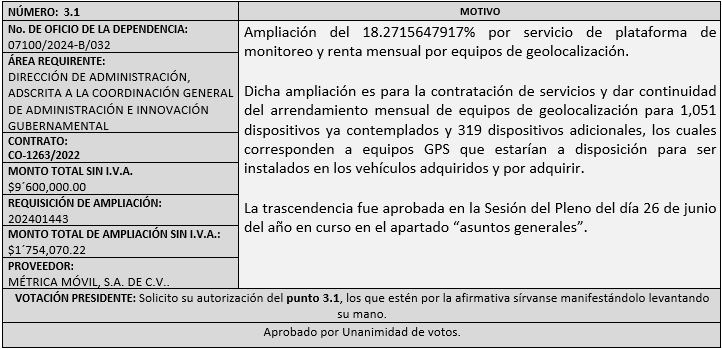 NÚMERO: 3.1
No. DE OFICIO DE LA DEPENDENCIA:
07100/2024-B/032
ÁREA REQUIRENTE:
DIRECCIÓN DE ADMINISTRACIÓN,
ADSCRITA A LA COORDINACIÓN GENERAL
DE ADMINISTRACIÓN E INNOVACIÓN
GUBERNAMENTAL
CONTRATO:
CO-1263/2022
MONTO TOTAL SIN I.V.A.
$9´600,000.00
REQUISICIÓN DE AMPLIACIÓN:
202401443
MONTO TOTAL DE AMPLIACIÓN SIN I.V.A.:
$1´754,070.22
PROVEEDOR:
MÉTRICA MÓVIL, S.A. DE C.V..
MOTIVO
Ampliación del 18.2715647917% por servicio de plataforma de
monitoreo y renta mensual por equipos de geolocalización.
Dicha ampliación es para la contratación de servicios y dar continuidad
del arrendamiento mensual de equipos de geolocalización para 1,051
dispositivos ya contemplados y 319 dispositivos adicionales, los cuales
corresponden a equipos GPS que estarían a disposición para ser
instalados en los vehículos adquiridos y por adquirir.
La trascendencia fue aprobada en la Sesión del Pleno del día 26 de junio
del año en curso en el apartado “asuntos generales”.
VOTACIÓN PRESIDENTE: Solicito su autorización del punto 3.1, los que estén por la afirmativa sírvanse manifestándolo levantando
su mano.
Aprobado por Unanimidad de votos.